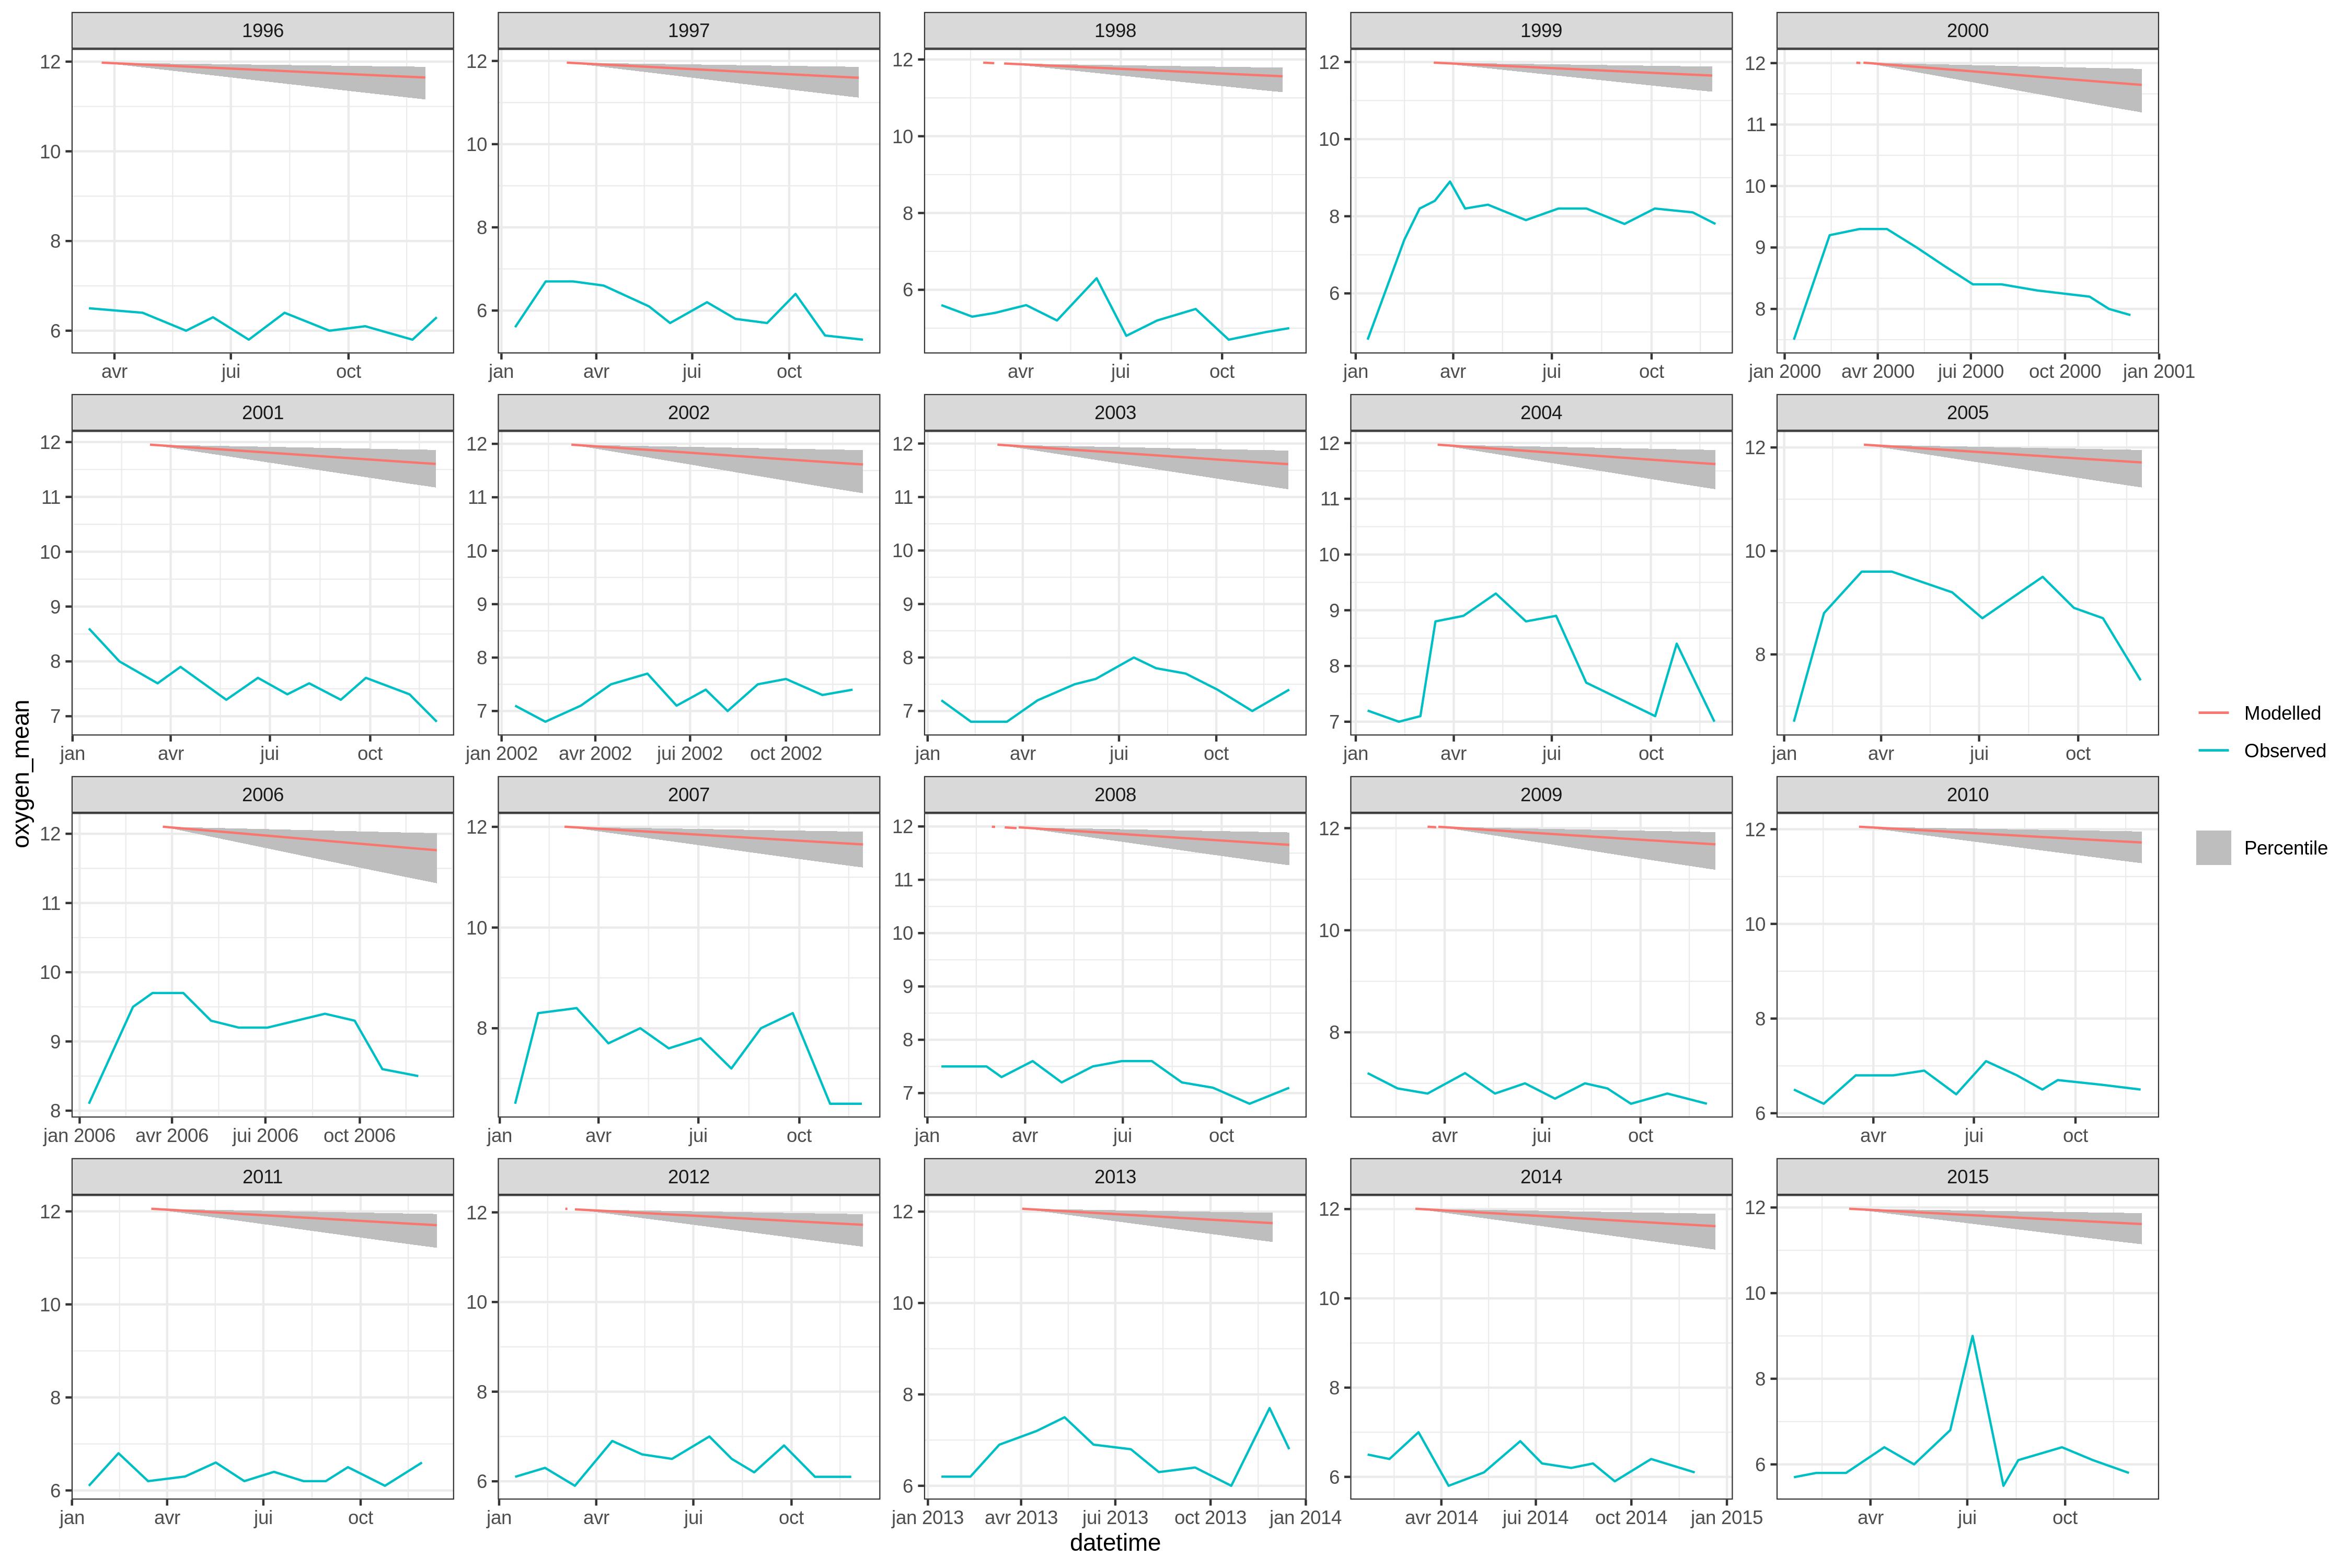 1996 1997 1998 1999 2000
12 10 8 6
12 10 8 6
12 10 8 6
12 10 8 6
12 11 10 9 8
avr jui oct
jan avr jui oct
avr jui oct
jan avr jui oct
jan 2000 avr 2000 jui 2000 oct 2000 jan 2001
2001 2002 2003 2004 2005
12 11 10 9 8 7
12 11 10 9 8 7
12 11 10 9 8 7
12 11 10 9 8 7
12 10 8
jan avr jui oct
jan 2002 avr 2002 jui 2002 oct 2002
jan avr jui oct
jan avr jui oct
jan avr jui oct
oxygen_mean
Modelled
Observed
Percentile
2006 2007 2008 2009 2010
12 11 10 9 8
12 10 8
12 11 10 9 8 7
12 10 8
12 10 8 6
jan 2006 avr 2006 jui 2006 oct 2006
jan avr jui oct
jan avr jui oct
avr jui oct
avr jui oct
2011 2012 2013 2014 2015
12 10 8 6
12 10 8 6
12 10 8 6
12 10 8 6
12 10 8 6
jan avr jui oct
jan avr jui oct
jan 2013 avr 2013 jui 2013 oct 2013 jan 2014
avr 2014 jui 2014 oct 2014 jan 2015
avr jui oct
datetime